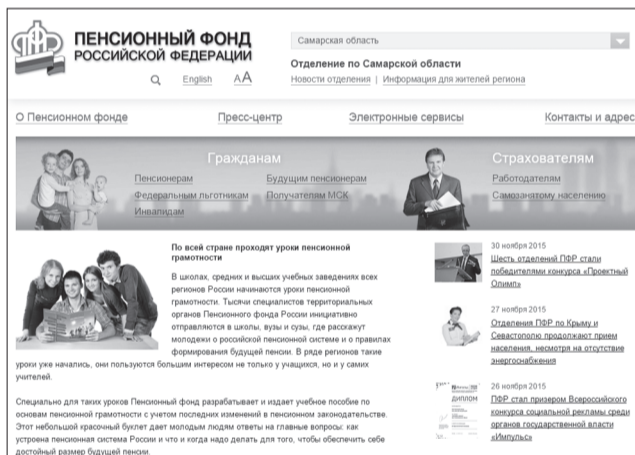 ПЕНСИОННЫЙ ФОНД
РОССИЙСКОЙ ФЕДЕРАЦИИ
English АА
Самарская область
Отделение по Самарской области
Новости отделения | Информация для жителей региона
О Пенсионном фонде Пресс-центр Электронные сервисы Контакты и адрес
Гражданам
Пенсионерам Будущим пенсионерам
Федеральным льготникам Получателям МСК
Инвалидам
Страхователям
Работодателям
Самозанятому населению
По всей стране проходят уроки пенсионной
грамотности
В школах, средних и высших учебных заведениях всех
регионов России начинаются уроки пенсионной
грамотности. Тысячи специалистов территориальных
органов Пенсионного фонда России инициативно
отправляются в школы, вузы и сузы, где расскажут
молодежи о российской пенсионной системе и о правилах
формирования будущей пенсии. В ряде регионов такие
уроки уже начались, они пользуются большим интересом не только у учащихся, но и у самих
учителей.
Специально для таких уроков Пенсионный фонд разрабатывает и издает учебное пособие по
основам пенсионной грамотности с учетом последних изменений в пенсионном законодательстве.
Этот небольшой красочный буклет дает молодым людям ответы на главные вопросы: как
устроена пенсионная система России и что и когда надо делать для того, чтобы обеспечить себе
достойный размер будущей пенсии.
30 ноября 2015
Шесть отделений ПФР стали
победителями конкурса «Проектный
Олимп»
27 ноября 2015
Отделения ПФР по Крыму и
Севастополю продолжают прием
населения, несмотря на отсутствие
энергоснабжения
26 ноября 2015
ДИПЛОМ
ПФР стал призером Всероссийского
конкурса социальной рекламы среди
органов государственной власти
«Импульс»